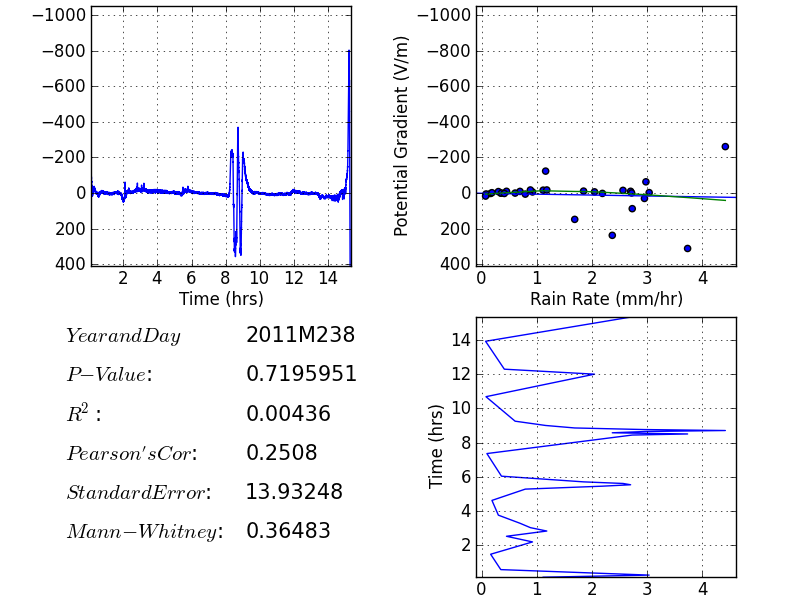 −1000
−800
−600
−400
−200
0
200
400
2 4 6 8 10 12 14
Time (hrs)
−1000
−800
−600
−400
−200
0
200
400
Potential Gradient (V/m)
0 1 2 3 4
Rain Rate (mm/hr)
YearandDay 2011M238
P−Value: 0.7195951
R²: 0.00436
Pearson'sCor: 0.2508
StandardError: 13.93248
Mann−Whitney: 0.36483
14
12
10
8
6
4
2
Time (hrs)
0 1 2 3 4